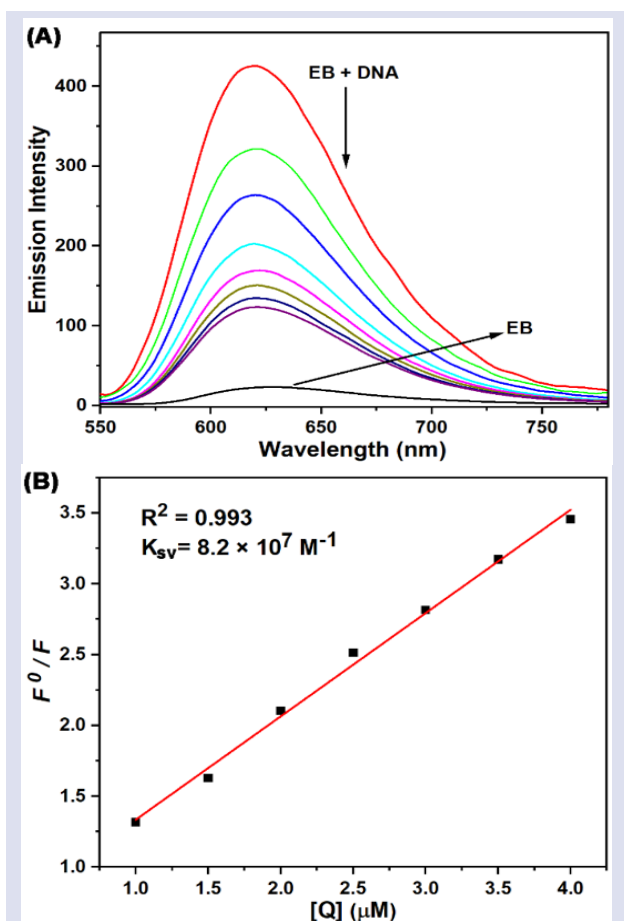 (A)
EB + DNA
EB
Emission Intensity
400
300
200
100
0
550
600
650
700
750
Wavelength (nm)
(B)
R² = 0.993
Ksv= 8.2 × 10⁷ M⁻¹
F⁰ / F
3.5
3.0
2.5
2.0
1.5
1.0
1.0
1.5
2.0
2.5
3.0
3.5
4.0
[Q] (μM)